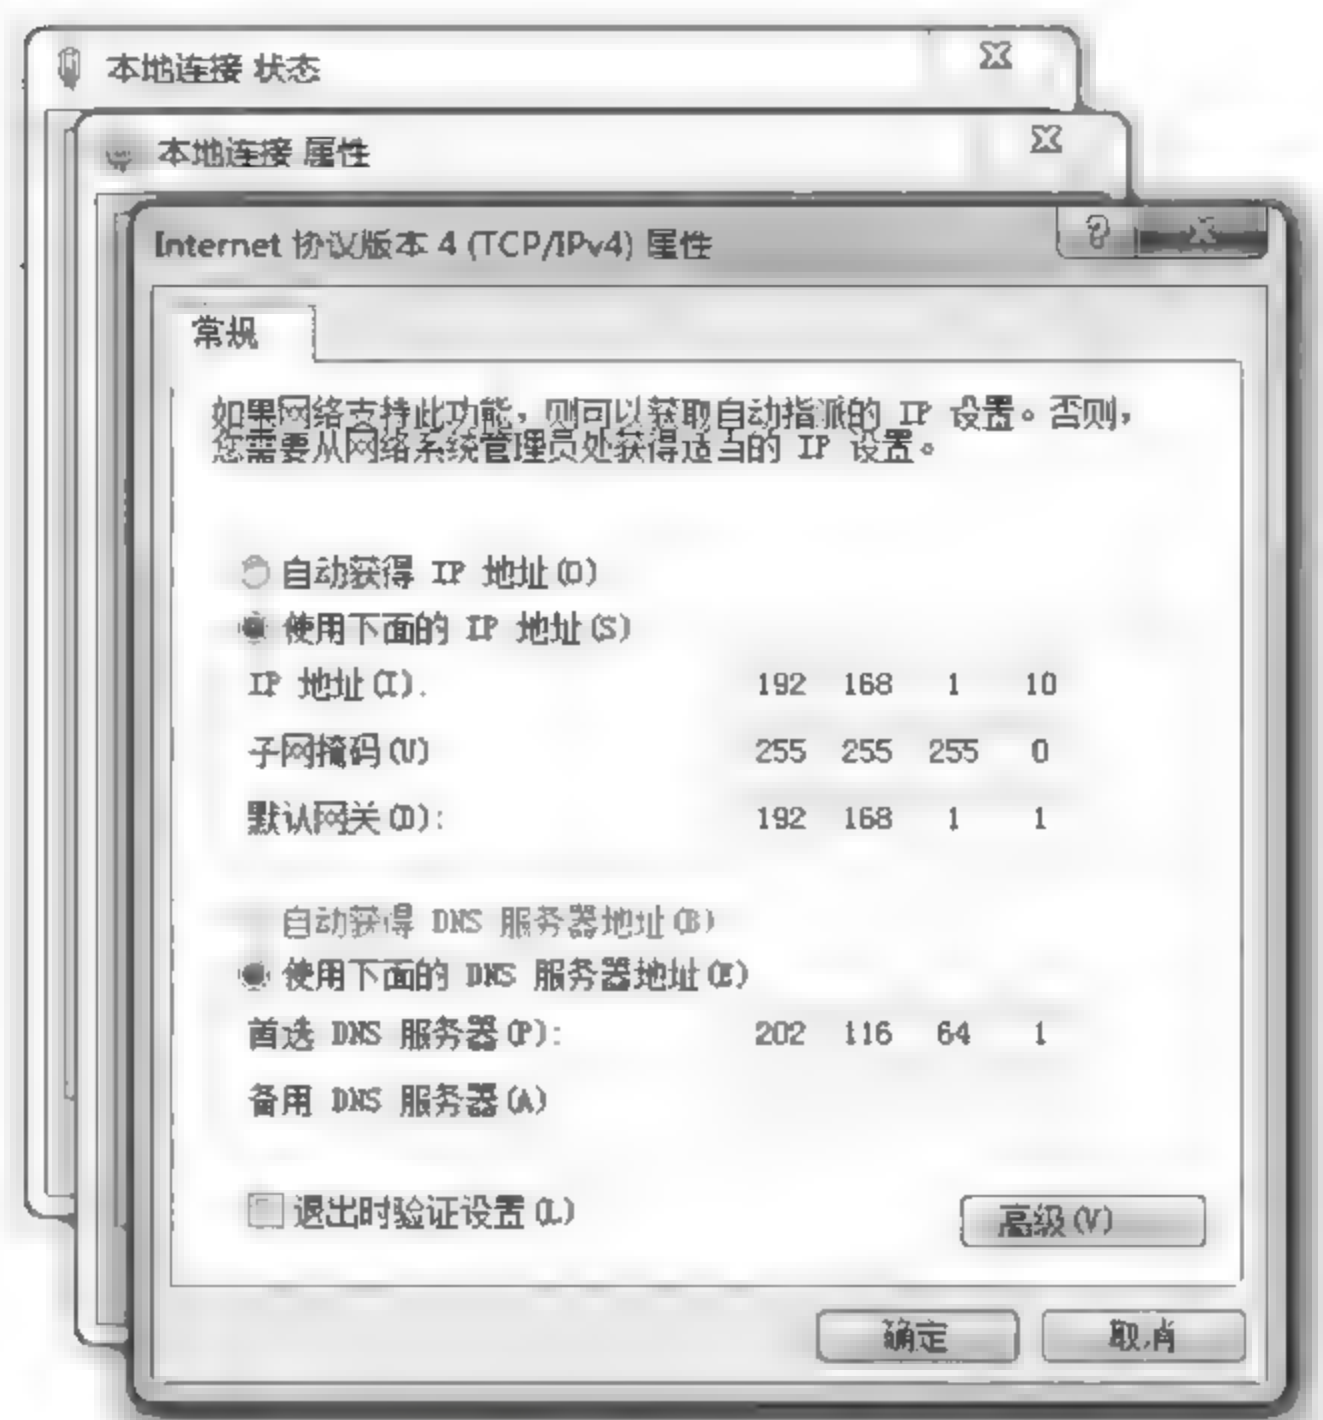 本地连接 状态
本地连接 属性
Internet 协议版本 4 (TCP/IPv4) 属性
常规
如果网络支持此功能，则可以获取自动指派的 IP 设置。否则，
您需要从网络系统管理员处获得适当的 IP 设置。
自动获得 IP 地址(O)
使用下面的 IP 地址(S)
IP 地址(I).
192 168 1 10
子网掩码(U)
255 255 255 0
默认网关(D):
192 168 1 1
自动获得 DNS 服务器地址(B)
使用下面的 DNS 服务器地址(E)
首选 DNS 服务器(P):
202 116 64 1
备用 DNS 服务器(A)
退出时验证设置(L)
高级(V)
确定
取消